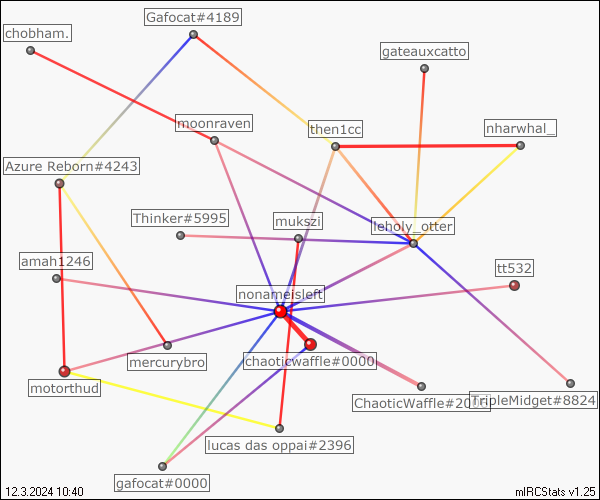 Gafocat#4189
chobham.
gateauxcatto
moonraven
then1cc
nharwhal_
Azure Reborn#4243
Thinker#5995
mukszi
leholy_otter
amah1246
tt532
nonameisleft
mercurybro
chaoticwaffle#0000
motorthud
ChaoticWaffle#20
TripleMidget#8824
lucas das oppai#2396
gafocat#0000
12.3.2024 10:40
mIRCStats v1.25